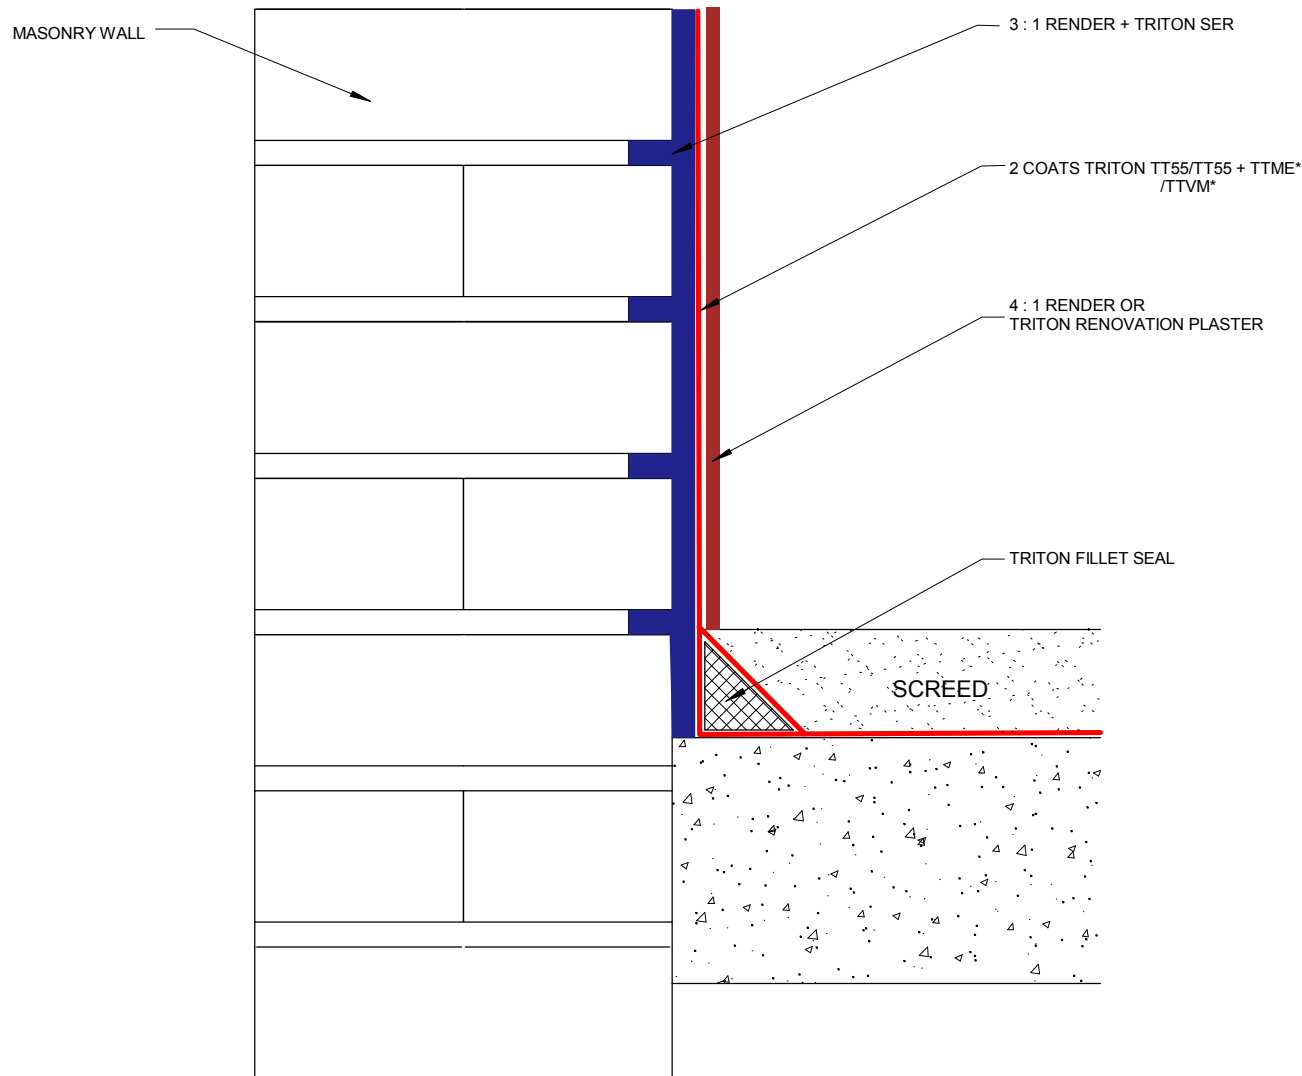 MASONRY WALL
3 : 1 RENDER + TRITON SER
2 COATS TRITON TT55/TT55 + TTME*
/TTVM*
4 : 1 RENDER OR
TRITON RENOVATION PLASTER
TRITON FILLET SEAL
SCREED